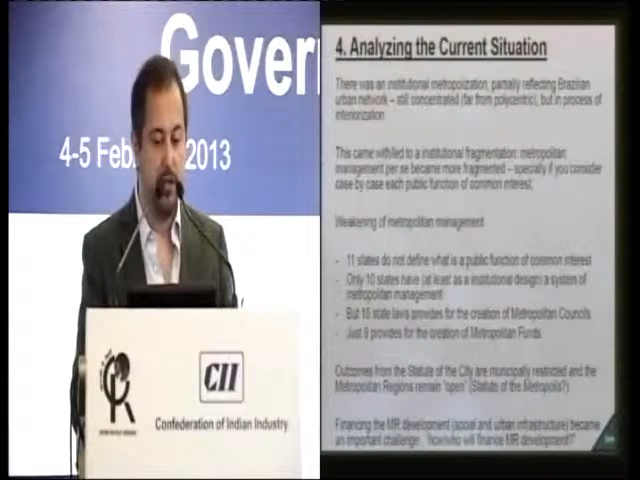 Govern
4-5 Feb 2013
CII
Confederation of Indian Industry
4. Analyzing the Current Situation
There was an institutional metropolization, partially reflecting Brazilian
urban network – still concentrated (far from polycentric), but in process of
interiorization
This came with/led to a institutional fragmentation: metropolitan
management per se became more fragmented – specially if you consider
case by case each public function of common interest;
Weakening of metropolitan management
- 11 states do not define what is a public function of common interest
- Only 10 states have (at least as a institutional design) a system of
metropolitan management
- But 18 state laws provides for the creation of Metropolitan Councils
- Just 9 provides for the creation of Metropolitan Funds
Outcomes from the Statute of the City are municipally restricted and the
Metropolitan Regions remain "open" (Statute of the Metropolis?)
Financing the MR development (social and urban infrastructure) became
an important challenge: "how/who will finance MR development?"